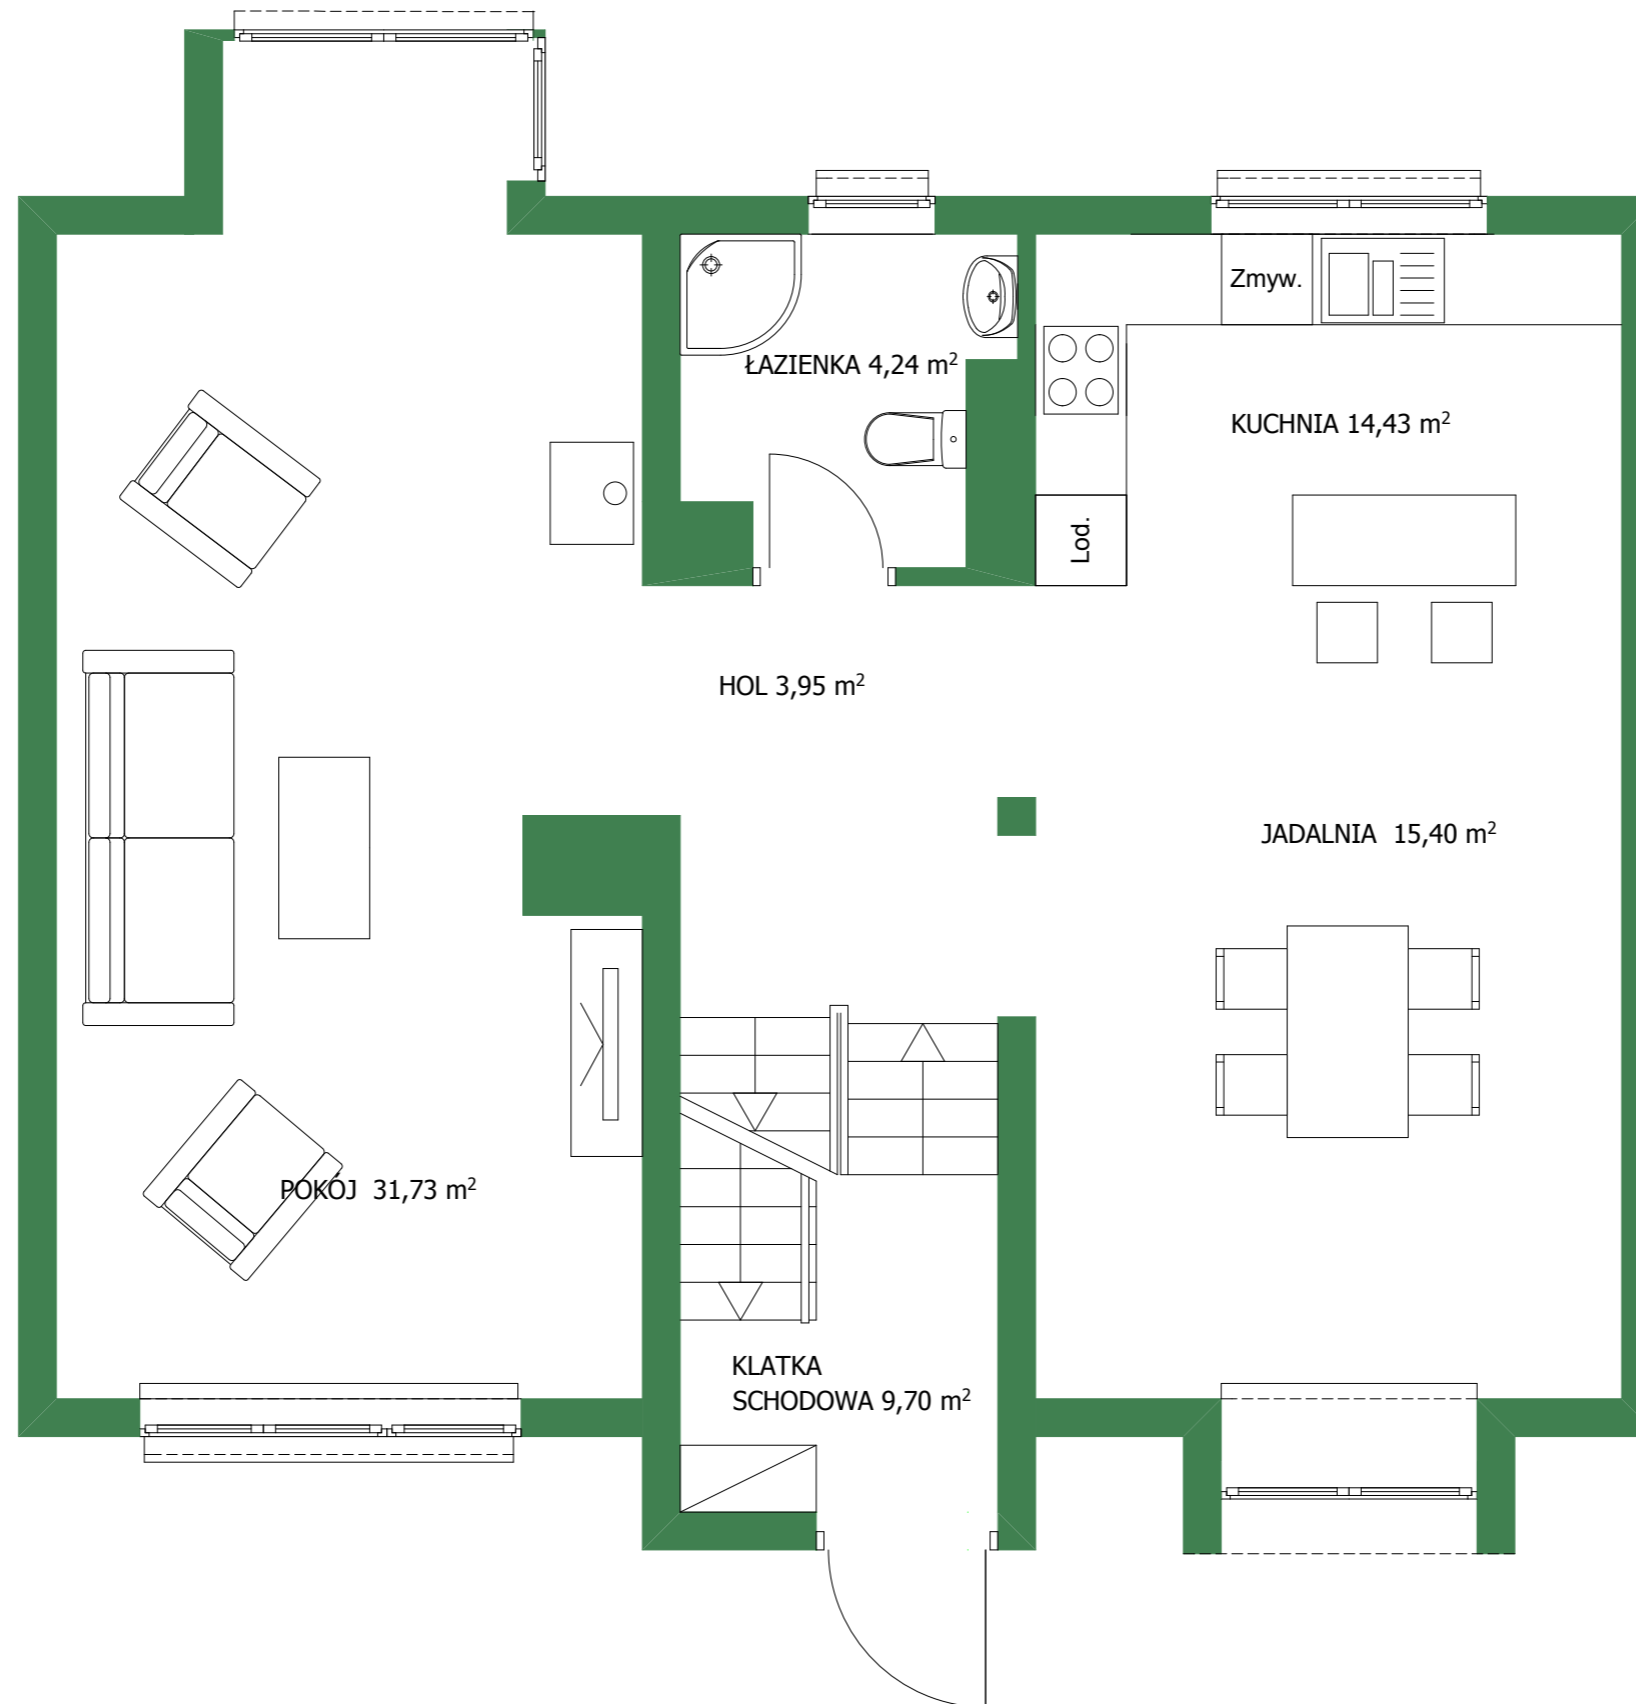 Zmyw.
ŁAZIENKA 4,24 m²
KUCHNIA 14,43 m²
Lod.
HOL 3,95 m²
JADALNIA 15,40 m²
POKÓJ 31,73 m²
KLATKA
SCHODOWA 9,70 m²